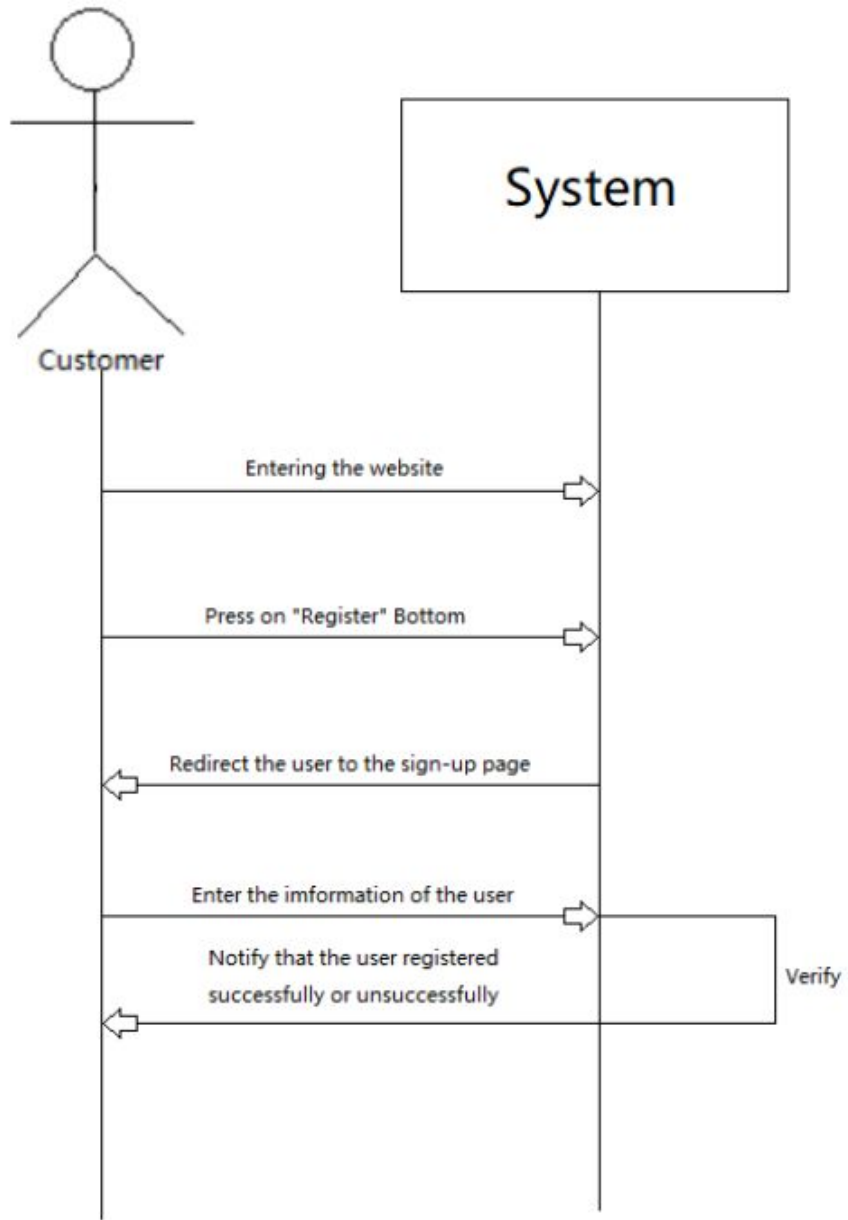 System
Customer
Entering the website
Press on "Register" Bottom
Redirect the user to the sign-up page
Enter the imformation of the user
Notify that the user registered
successfully or unsuccessfully
Verify